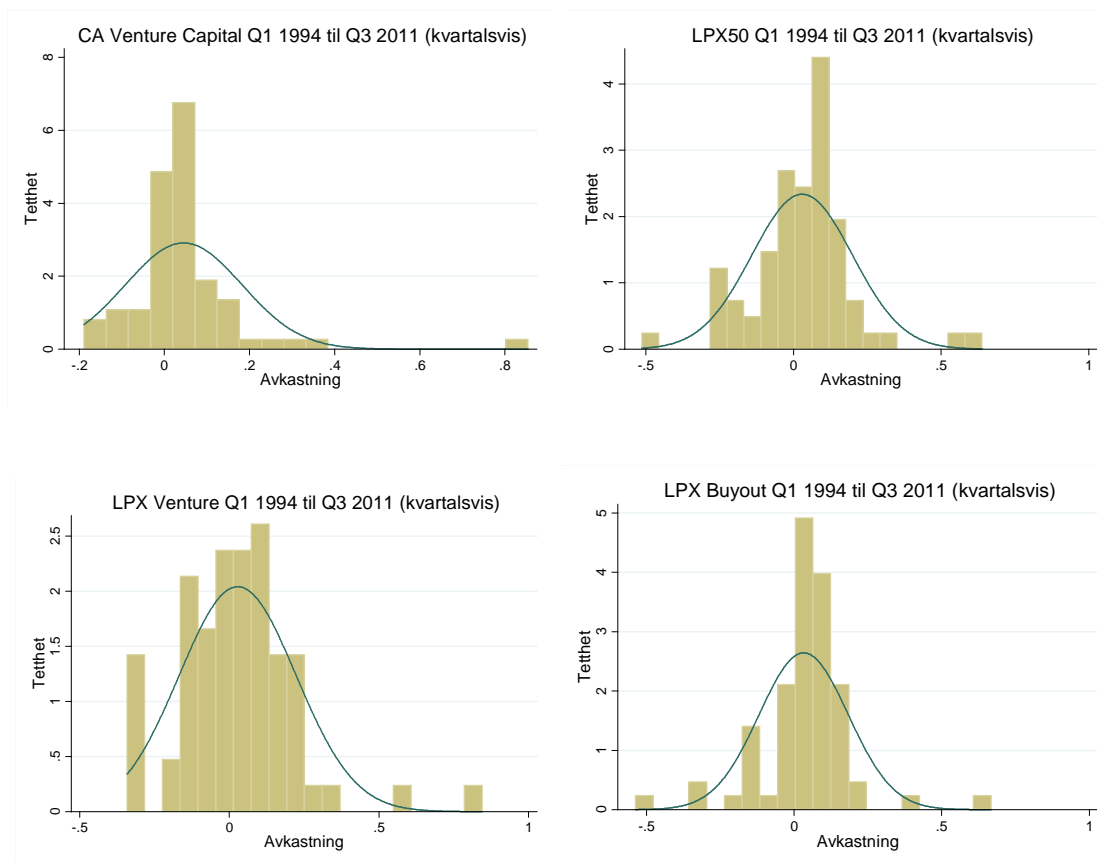 CA Venture Capital Q1 1994 til Q3 2011 (kvartalsvis)
8
6
4
2
0
Tetthet
-.2 0 .2 .4 .6 .8
Avkastning
LPX50 Q1 1994 til Q3 2011 (kvartalsvis)
4
3
2
1
0
Tetthet
-.5 0 .5 1
Avkastning
LPX Venture Q1 1994 til Q3 2011 (kvartalsvis)
2.5
2
1.5
1
.5
0
Tetthet
-.5 0 .5 1
Avkastning
LPX Buyout Q1 1994 til Q3 2011 (kvartalsvis)
5
4
3
2
1
0
Tetthet
-.5 0 .5 1
Avkastning